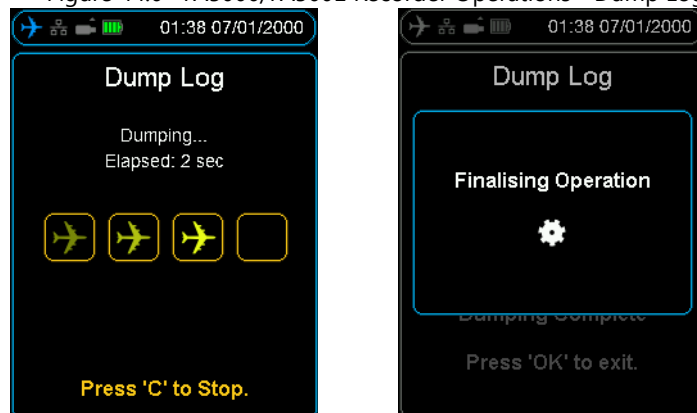 01:38 07/01/2000
Dump Log
Dumping...
Elapsed: 2 sec
Press 'C' to Stop.
01:38 07/01/2000
Dump Log
Finalising Operation
Dumping Complete
Press 'OK' to exit.